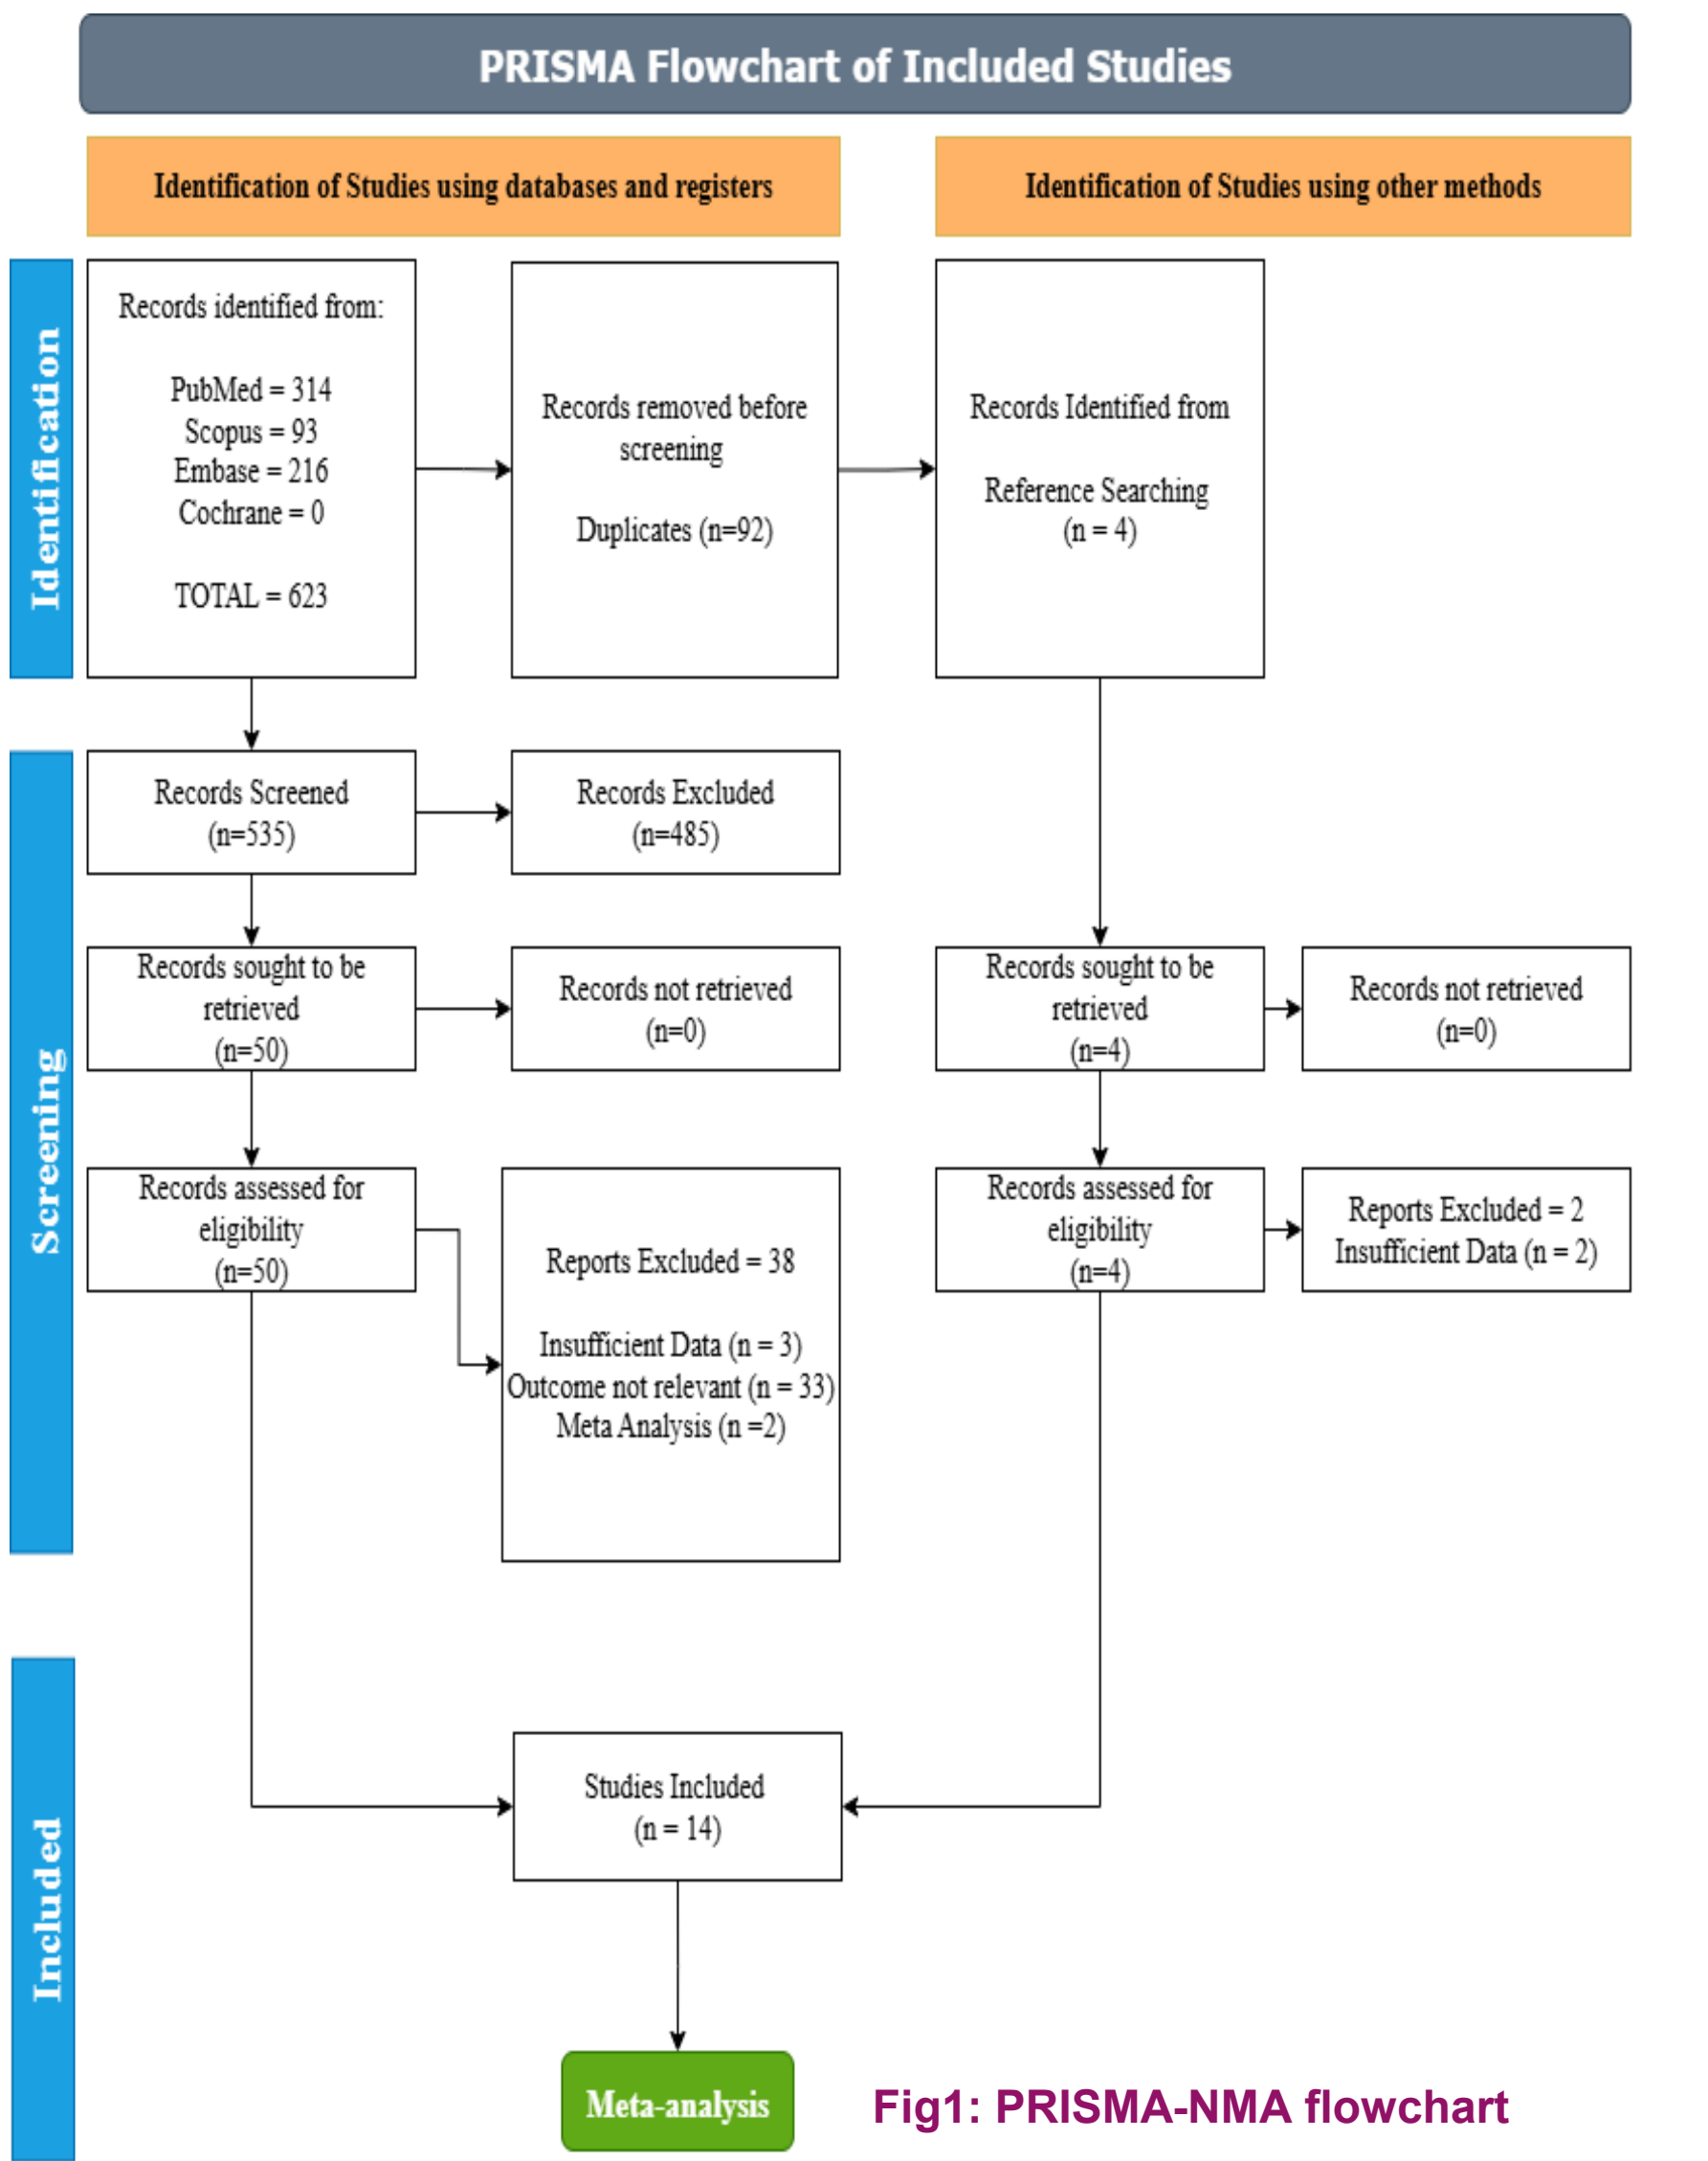 PRISMA Flowchart of Included Studies
Identification of Studies using databases and registers
Identification of Studies using other methods
Identification
Records identified from:
PubMed = 314
Scopus = 93
Embase = 216
Cochrane = 0
TOTAL = 623
Records removed before
screening
Duplicates (n=92)
Records Identified from
Reference Searching
(n = 4)
Screening
Records Screened
(n=535)
Records Excluded
(n=485)
Records sought to be
retrieved
(n=50)
Records not retrieved
(n=0)
Records sought to be
retrieved
(n=4)
Records not retrieved
(n=0)
Records assessed for
eligibility
(n=50)
Reports Excluded = 38
Insufficient Data (n = 3)
Outcome not relevant (n = 33)
Meta Analysis (n =2)
Records assessed for
eligibility
(n=4)
Reports Excluded = 2
Insufficient Data (n = 2)
Included
Studies Included
(n = 14)
Meta-analysis
Fig1: PRISMA-NMA flowchart